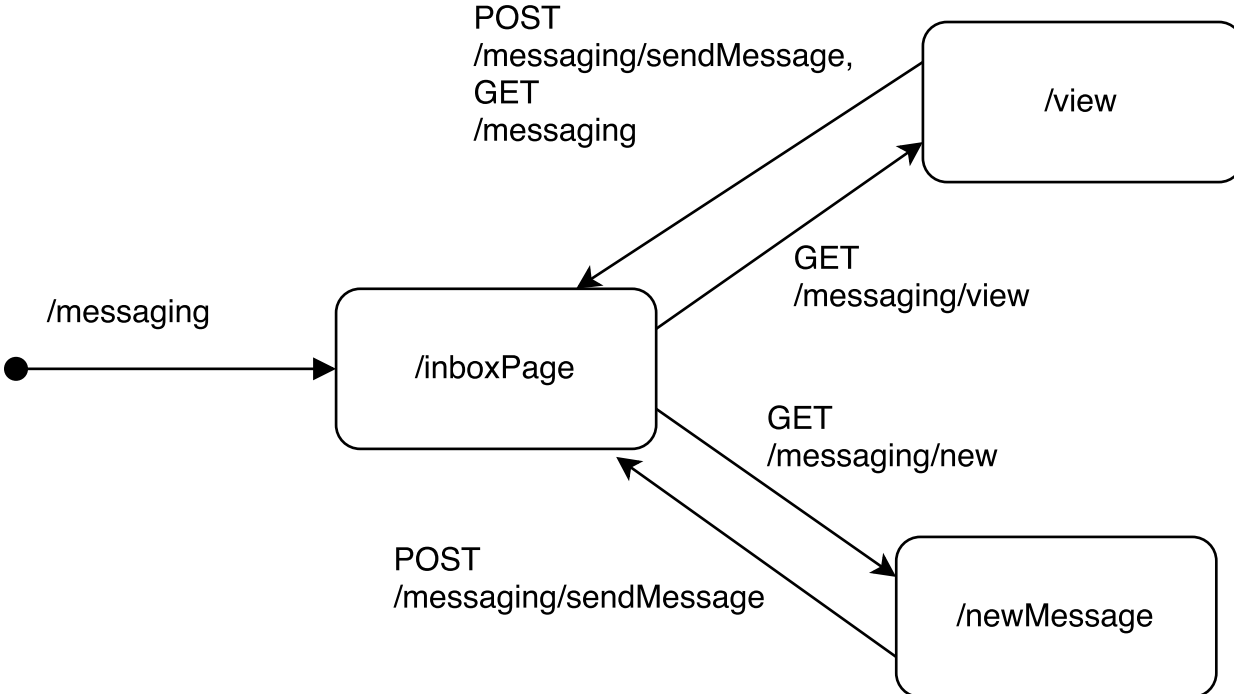 POST
/messaging/sendMessage,
GET
/messaging
/view
GET
/messaging/view
/messaging
/inboxPage
GET
/messaging/new
POST
/messaging/sendMessage
/newMessage